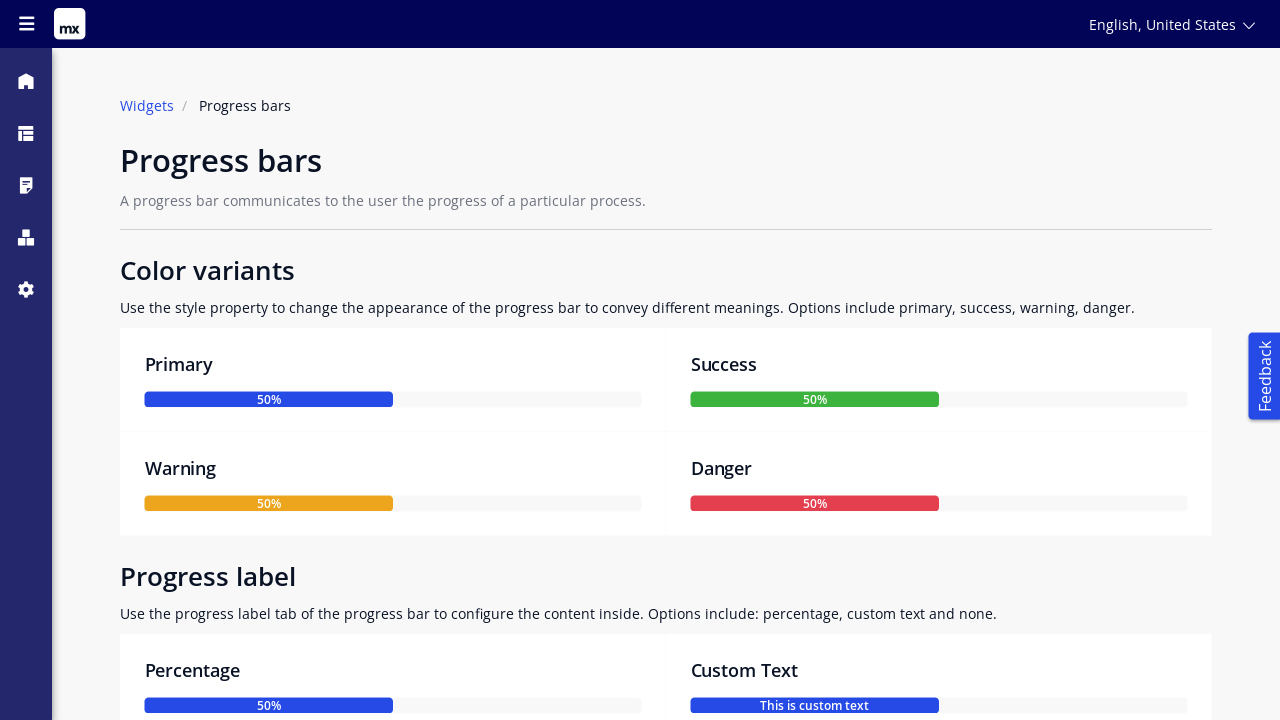 mx
English, United States
Widgets / Progress bars
Progress bars
A progress bar communicates to the user the progress of a particular process.
Color variants
Use the style property to change the appearance of the progress bar to convey different meanings. Options include primary, success, warning, danger.
Primary
50%
Success
50%
Warning
50%
Danger
50%
Feedback
Progress label
Use the progress label tab of the progress bar to configure the content inside. Options include: percentage, custom text and none.
Percentage
50%
Custom Text
This is custom text